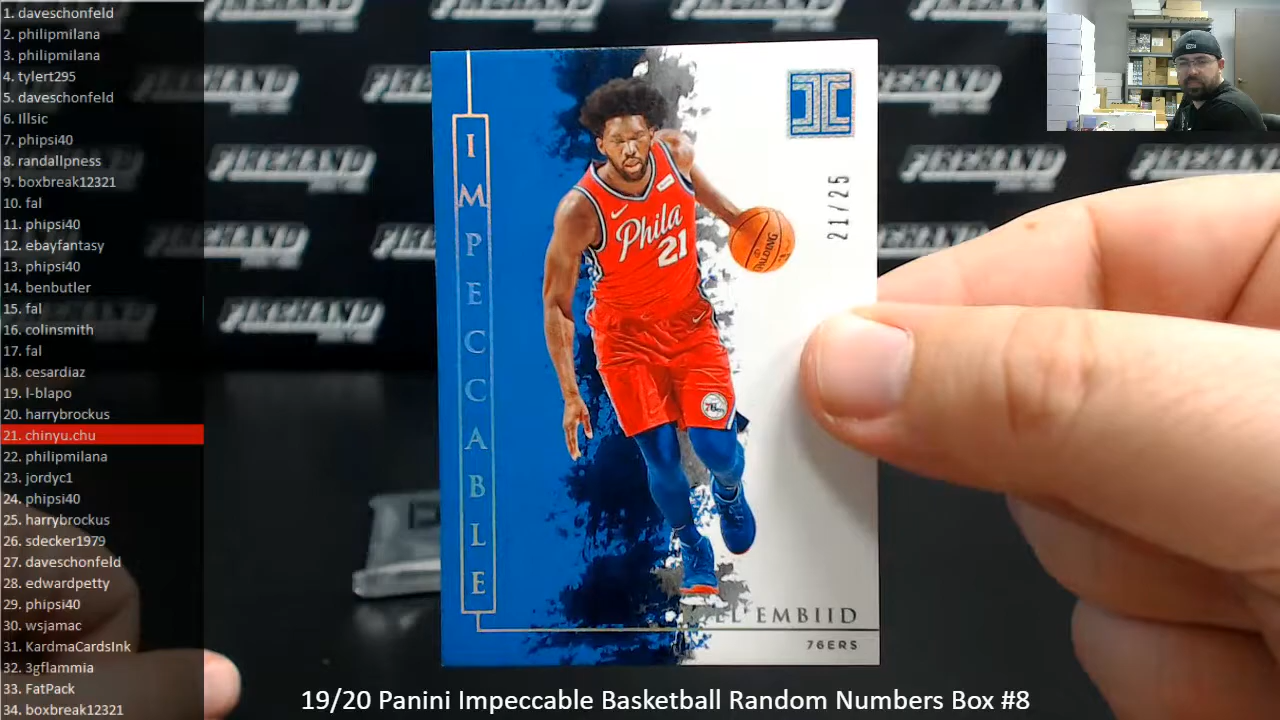 1. daveschonfeld
2. philipmilana
3. philipmilana
4. tylert295
5. daveschonfeld
6. Illsic
7. phipsi40
8. randallpness
9. boxbreak12321
10. fal
11. phipsi40
12. ebayfantasy
13. phipsi40
14. benbutler
15. fal
16. colinsmith
17. fal
18. cesardiaz
19. l-blapo
20. harrybrockus
21. chinyu.chu
22. philipmilana
23. jordyc1
24. phipsi40
25. harrybrockus
26. sdecker1979
27. daveschonfeld
28. edwardpetty
29. phipsi40
30. wsjamac
31. KardmaCardsInk
32. 3gflammia
33. FatPack
34. boxbreak12321
FIREHAND
IMPECCABLE
21/25
Phila
21
SPALDING
76ERS
EMBIID
76ERS
19/20 Panini Impeccable Basketball Random Numbers Box #8